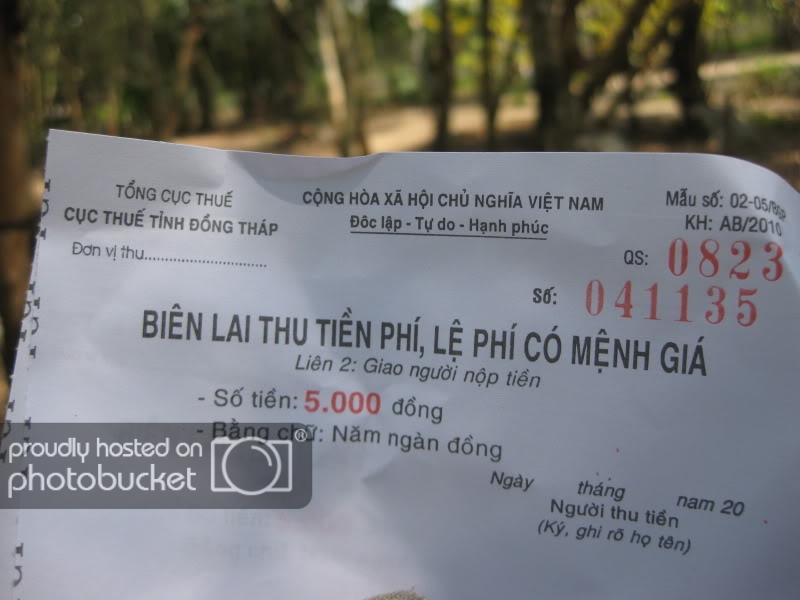 TỔNG CỤC THUẾ
CỤC THUẾ TỈNH ĐỒNG THÁP
Đơn vị thu..............................
CỘNG HÒA XÃ HỘI CHỦ NGHĨA VIỆT NAM
Độc lập - Tự do - Hạnh phúc
Mẫu số: 02-05/BGP
KH: AB/2010
QS: 0823
Số: 041135
BIÊN LAI THU TIỀN PHÍ, LỆ PHÍ CÓ MỆNH GIÁ
Liên 2: Giao người nộp tiền
- Số tiền: 5.000 đồng
- Bằng chữ: Năm ngàn đồng
Ngày tháng nam 20
Người thu tiền
(Ký, ghi rõ họ tên)
proudly hosted on
photobucket ®